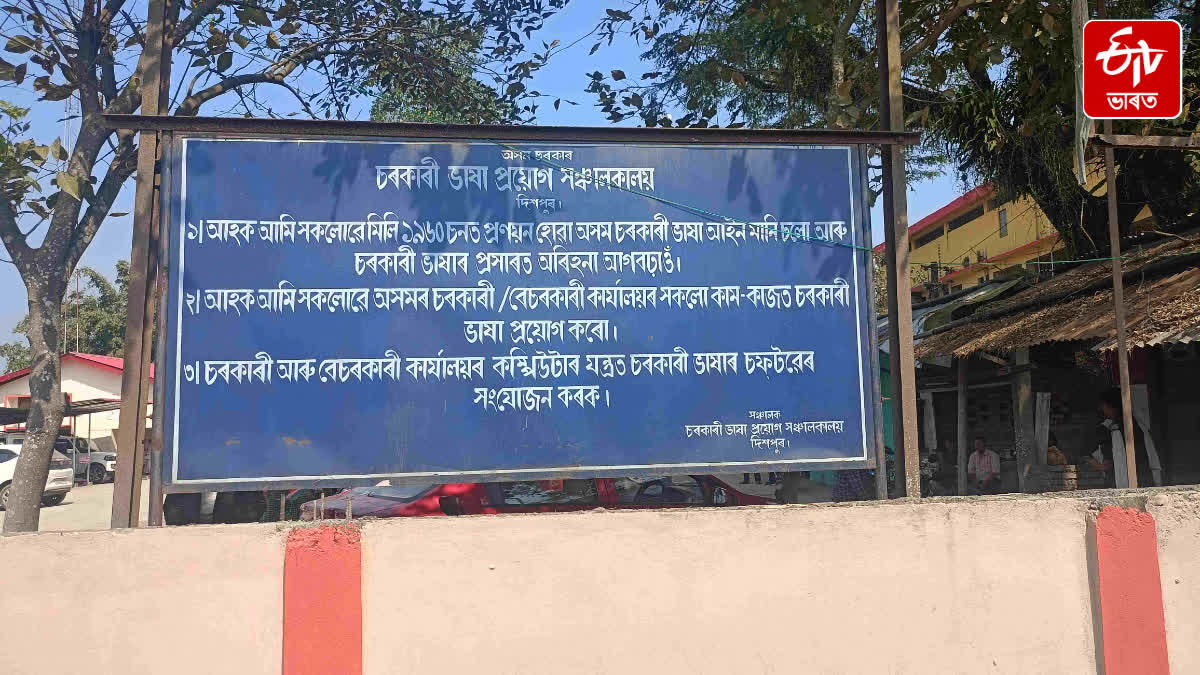 অসম চৰকাৰ
চৰকাৰী ভাষা প্ৰয়োগ সঞ্চালকালয়
দিশপুৰ।
১। আহক আমি সকলোৱে মিলি ১৯৬০ চনত প্ৰণয়ন হোৱা অসম চৰকাৰী ভাষা আইন মানিচলো আৰু
চৰকাৰী ভাষাৰ প্ৰসাৰত অৰিহনা আগবঢ়াওঁ।
২। আহক আমি সকলোৱে অসমৰ চৰকাৰী / বেচৰকাৰী কাৰ্যালয়ৰ সকলো কাম-কাজত চৰকাৰী
ভাষা প্ৰয়োগ কৰো।
৩। চৰকাৰী আৰু বেচৰকাৰী কাৰ্যালয়ৰ কম্পিউটাৰ যন্ত্ৰত চৰকাৰী ভাষাৰ চফ্টৱেৰ
সংযোজন কৰক।
সঞ্চালক
চৰকাৰী ভাষা প্ৰয়োগ সঞ্চালকালয়
দিশপুৰ।
etv
ভাৰত